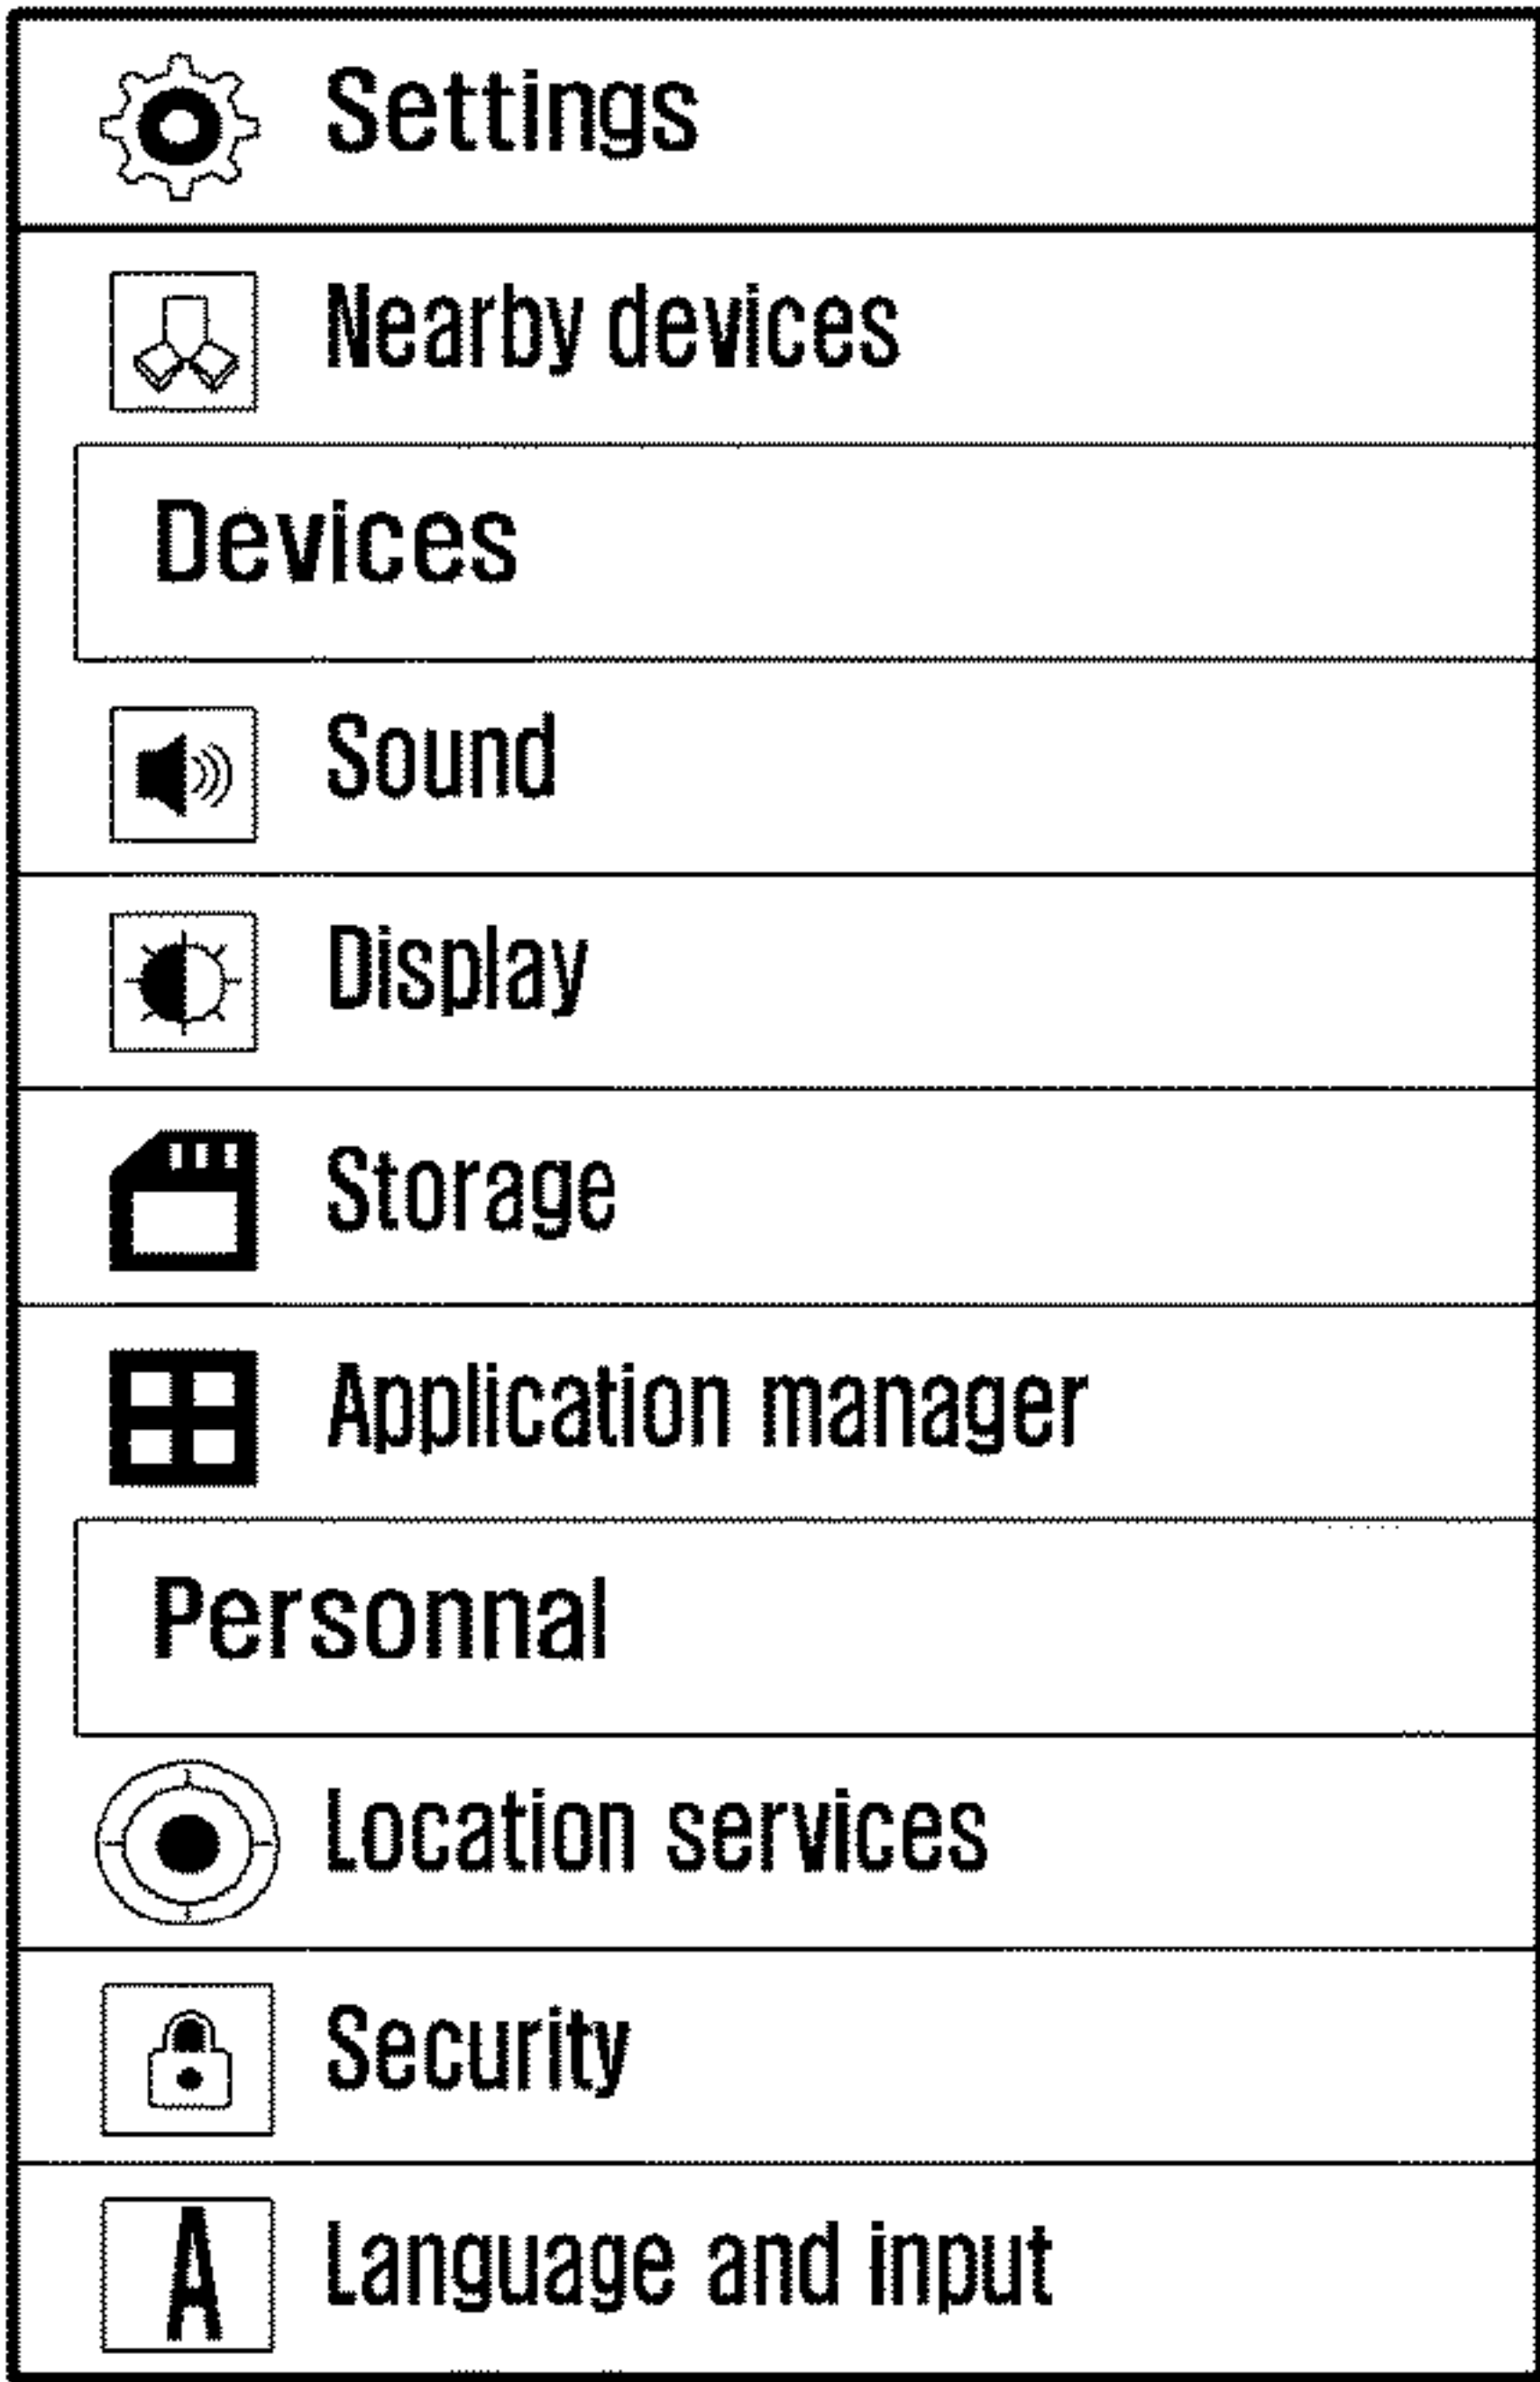 Settings
Nearby devices
Devices
Sound
Display
Storage
Application manager
Personnal
Location services
Security
A
Language and input